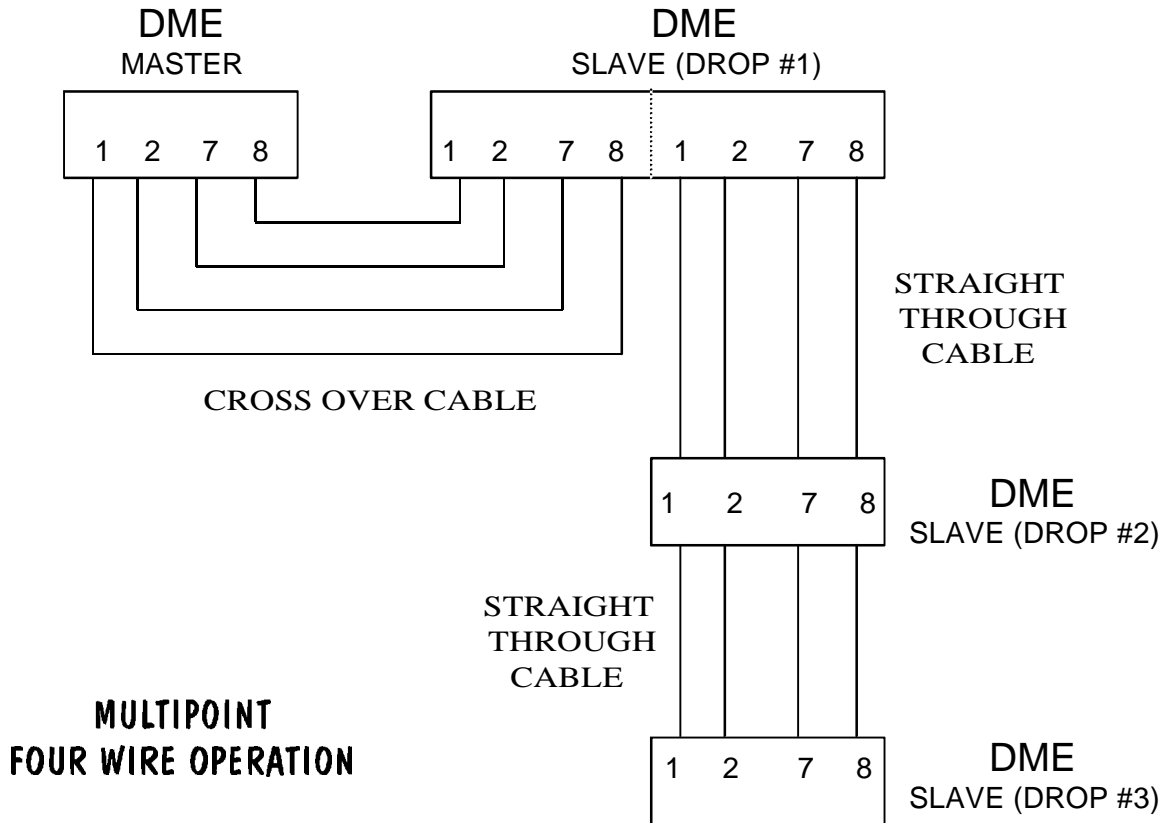 DME
MASTER
DME
SLAVE (DROP #1)
1 2 7 8
1 2 7 8
1 2 7 8
STRAIGHT
THROUGH
CABLE
CROSS OVER CABLE
1 2 7 8
DME
SLAVE (DROP #2)
STRAIGHT
THROUGH
CABLE
MULTIPOINT
FOUR WIRE OPERATION
1 2 7 8
DME
SLAVE (DROP #3)